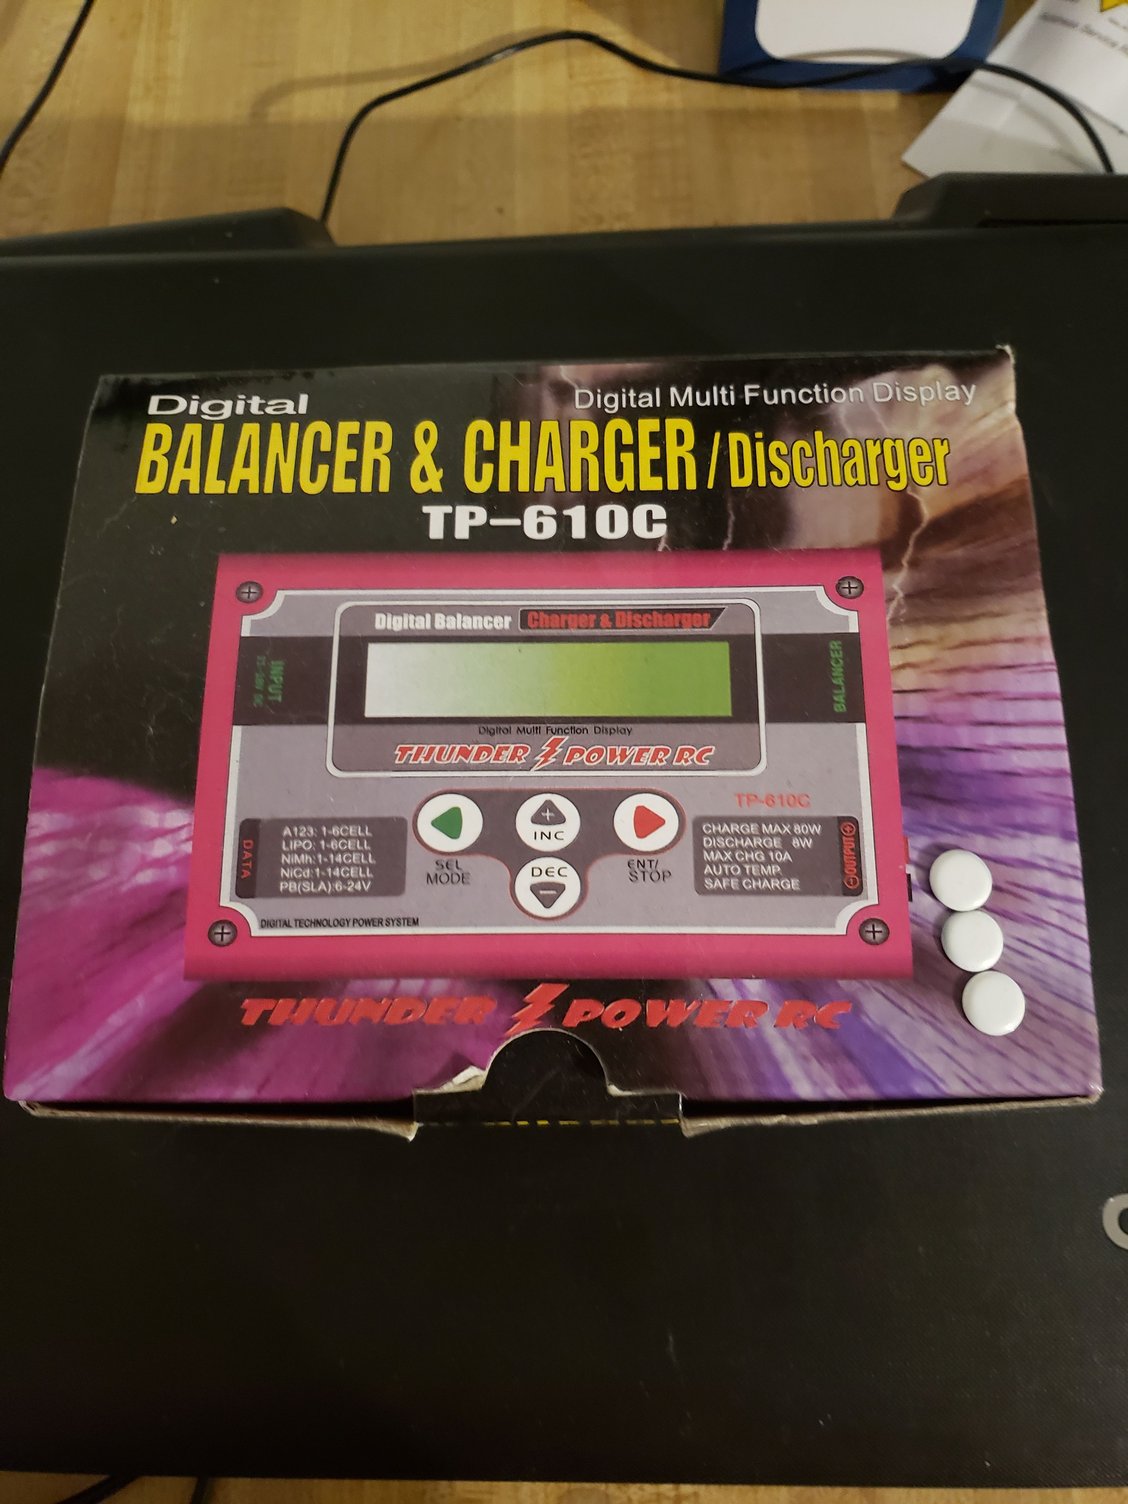 Digital
Digital Multi Function Display
BALANCER & CHARGER / Discharger
TP-610C
Digital Balancer Charger & Discharger
INPUT
BALANCER
Digital Multi Function Display
THUNDER POWER RC
TP-610C
DATA
A123: 1-6CELL
LIPO: 1-6CELL
NiMh:1-14CELL
NiCd:1-14CELL
PB(SLA):6-24V
SEL
MODE
+
INC
DEC
−
ENT/
STOP
CHARGE MAX 80W
DISCHARGE 8W
MAX CHG 10A
AUTO TEMP.
SAFE CHARGE
OUTPUT
DIGITAL TECHNOLOGY POWER SYSTEM
THUNDER POWER RC